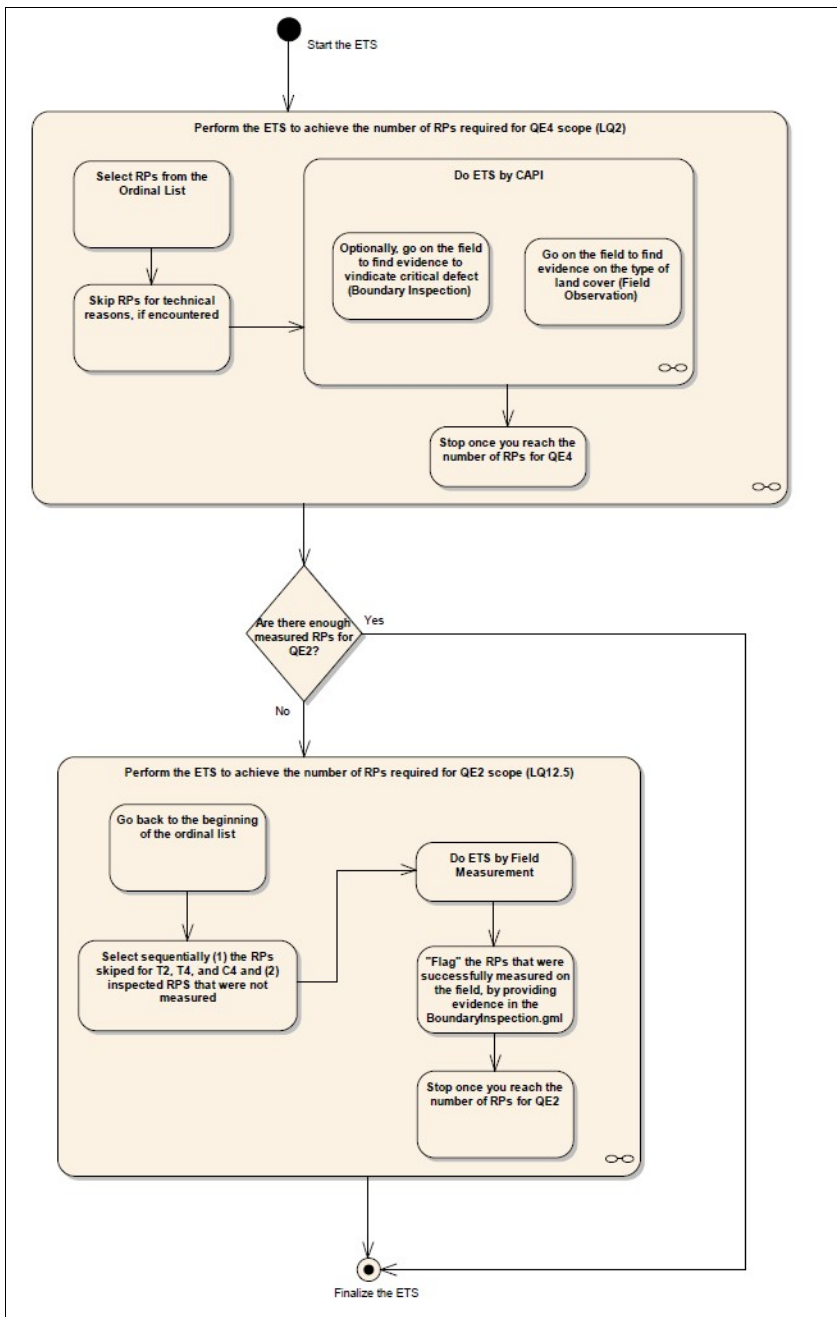 Start the ETS
Perform the ETS to achieve the number of RPs required for QE4 scope (LQ2)
Select RPs from the
Ordinal List
Do ETS by CAPI
Optionally, go on the field
to find evidence to
vindicate critical defect
(Boundary Inspection)
Go on the field to find
evidence on the type of
land cover (Field
Observation)
Skip RPs for technical
reasons, if encountered
Stop once you reach the
number of RPs for QE4
Are there enough
measured RPs for
QE2?
Yes
No
Perform the ETS to achieve the number of RPs required for QE2 scope (LQ12.5)
Go back to the beginning
of the ordinal list
Select sequentially (1) the RPs
skiped for T2, T4, and C4 and (2)
inspected RPS that were not
measured
Do ETS by Field
Measurement
"Flag" the RPs that were
successfully measured on
the field, by providing
evidence in the
BoundaryInspection.gml
Stop once you reach the
number of RPs for QE2
Finalize the ETS